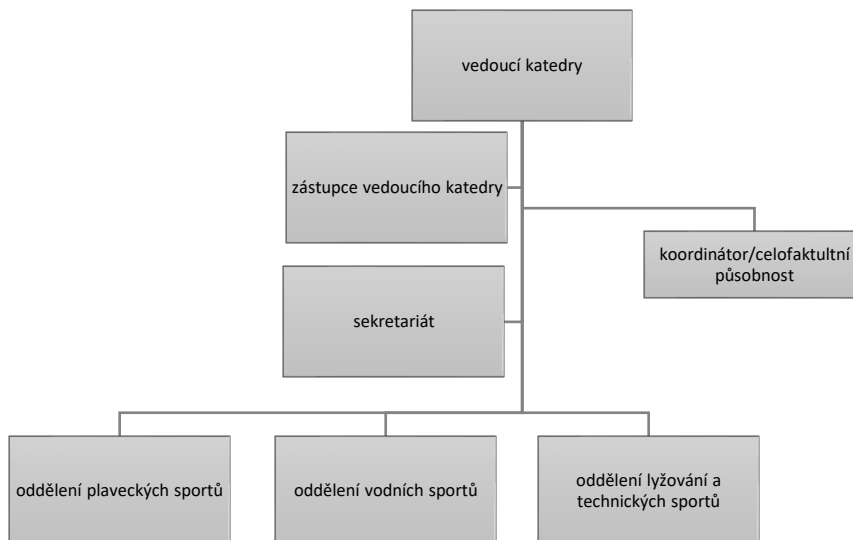 vedoucí katedry
zástupce vedoucího katedry
koordinátor/celofaktultní
působnost
sekretariát
oddělení plaveckých sportů
oddělení vodních sportů
oddělení lyžování a
technických sportů